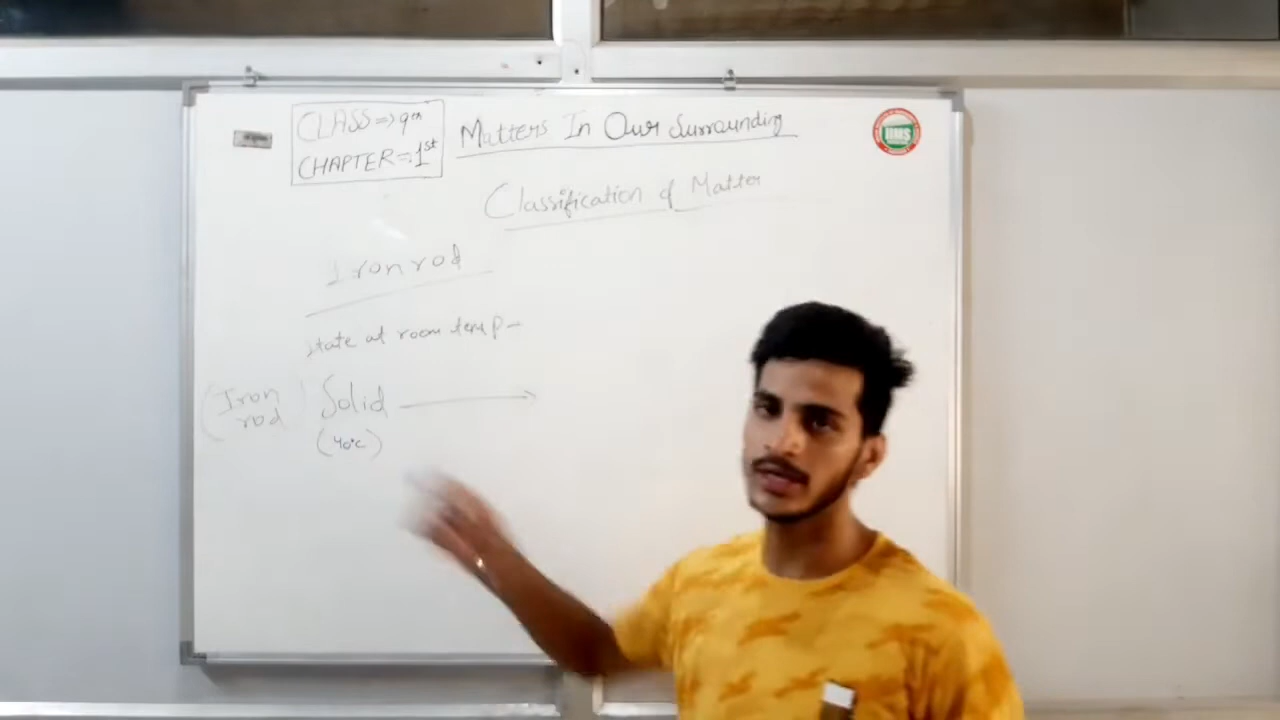 CLASS => 9th
CHAPTER = 1st
Matters In Our Surrounding
Classification of Matter
Iron rod
state at room temp -
(Iron rod)
Solid
(40°C)